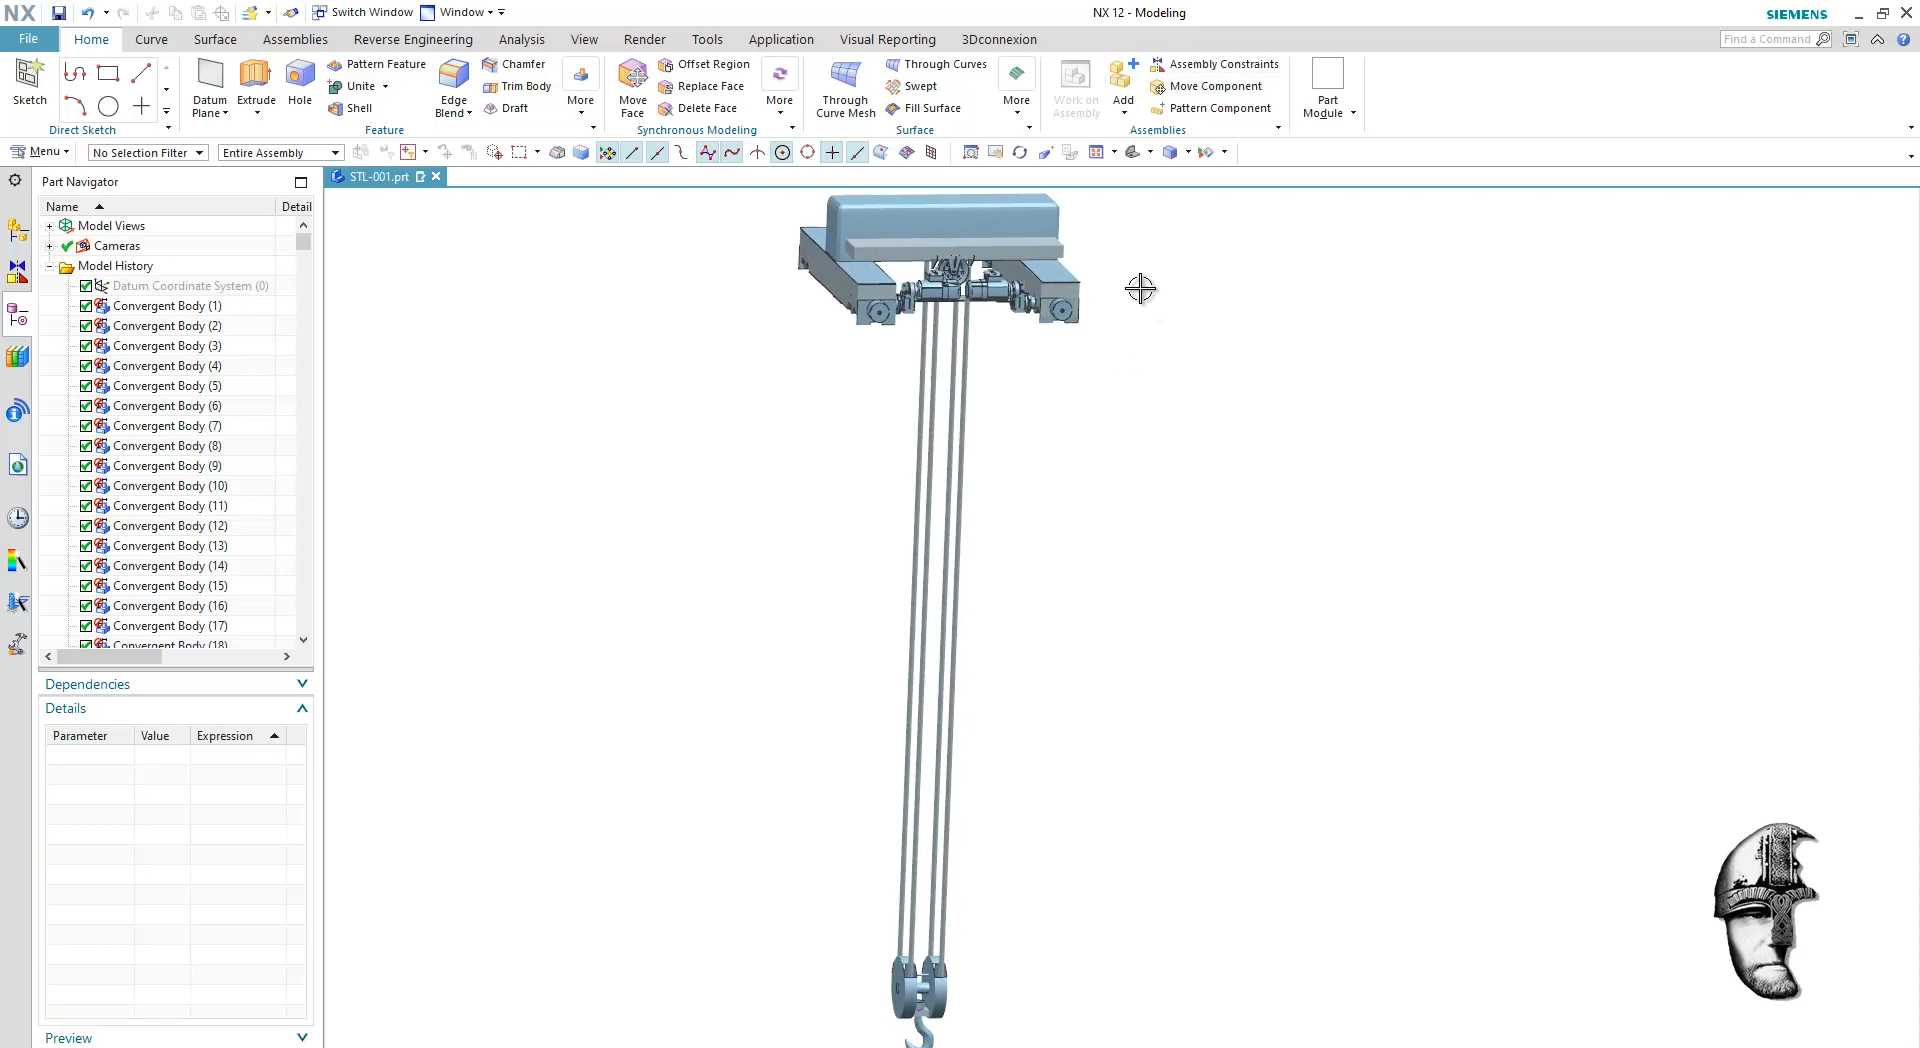 NX
Switch Window
Window
NX 12 - Modeling
SIEMENS
File
Home
Curve
Surface
Assemblies
Reverse Engineering
Analysis
View
Render
Tools
Application
Visual Reporting
3Dconnexion
Find a Command
Sketch
Direct Sketch
Datum Plane
Extrude
Hole
Pattern Feature
Unite
Shell
Edge Blend
Chamfer
Trim Body
Draft
More
Feature
Move Face
Offset Region
Replace Face
Delete Face
More
Synchronous Modeling
Through Curve Mesh
Through Curves
Swept
Fill Surface
More
Surface
Work on Assembly
Add
Assembly Constraints
Move Component
Pattern Component
Assemblies
Part Module
Menu
No Selection Filter
Entire Assembly
Part Navigator
STL-001.prt
Name
Detail
Model Views
Cameras
Model History
Datum Coordinate System (0)
Convergent Body (1)
Convergent Body (2)
Convergent Body (3)
Convergent Body (4)
Convergent Body (5)
Convergent Body (6)
Convergent Body (7)
Convergent Body (8)
Convergent Body (9)
Convergent Body (10)
Convergent Body (11)
Convergent Body (12)
Convergent Body (13)
Convergent Body (14)
Convergent Body (15)
Convergent Body (16)
Convergent Body (17)
Convergent Body (18)
Dependencies
Details
Parameter
Value
Expression
Preview